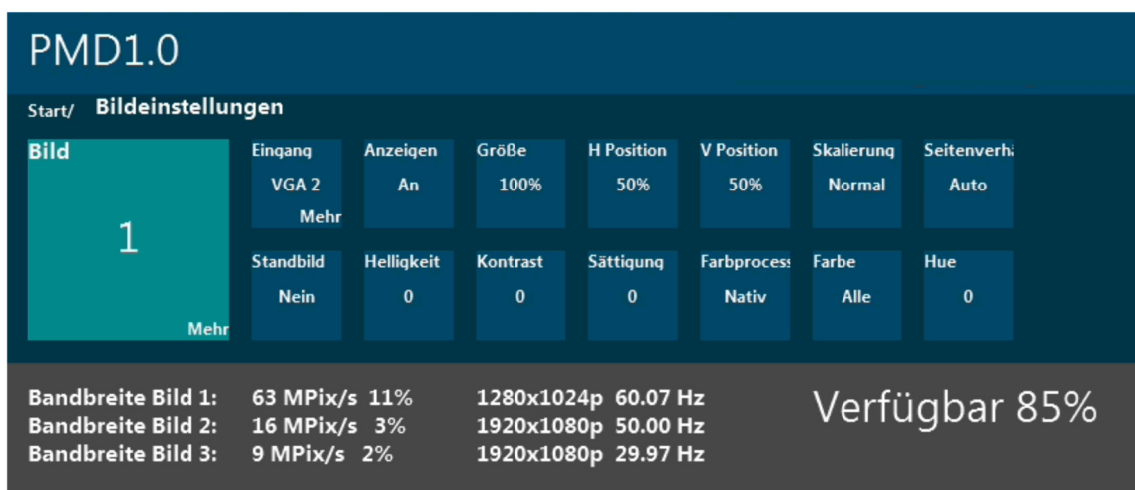 PMD1.0
Start/ Bildeinstellungen
Bild
1
Mehr
Eingang Anzeigen Größe H Position V Position Skalierung Seitenverhä
VGA 2 An 100% 50% 50% Normal Auto
Mehr
Standbild Helligkeit Kontrast Sättigung Farbprocess Farbe Hue
Nein 0 0 0 Nativ Alle 0
Bandbreite Bild 1: 63 MPix/s 11% 1280x1024p 60.07 Hz
Bandbreite Bild 2: 16 MPix/s 3% 1920x1080p 50.00 Hz
Bandbreite Bild 3: 9 MPix/s 2% 1920x1080p 29.97 Hz
Verfügbar 85%